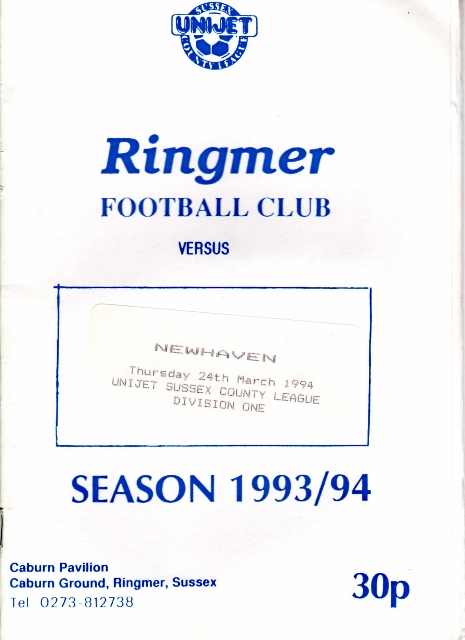 SUSSEX
UNIJET
COUNTY LEAGUE
Ringmer
FOOTBALL CLUB
VERSUS
NEWHAVEN
Thursday 24th March 1994
UNIJET SUSSEX COUNTY LEAGUE
DIVISION ONE
SEASON 1993/94
Caburn Pavilion
Caburn Ground, Ringmer, Sussex
Tel 0273-812738
30p